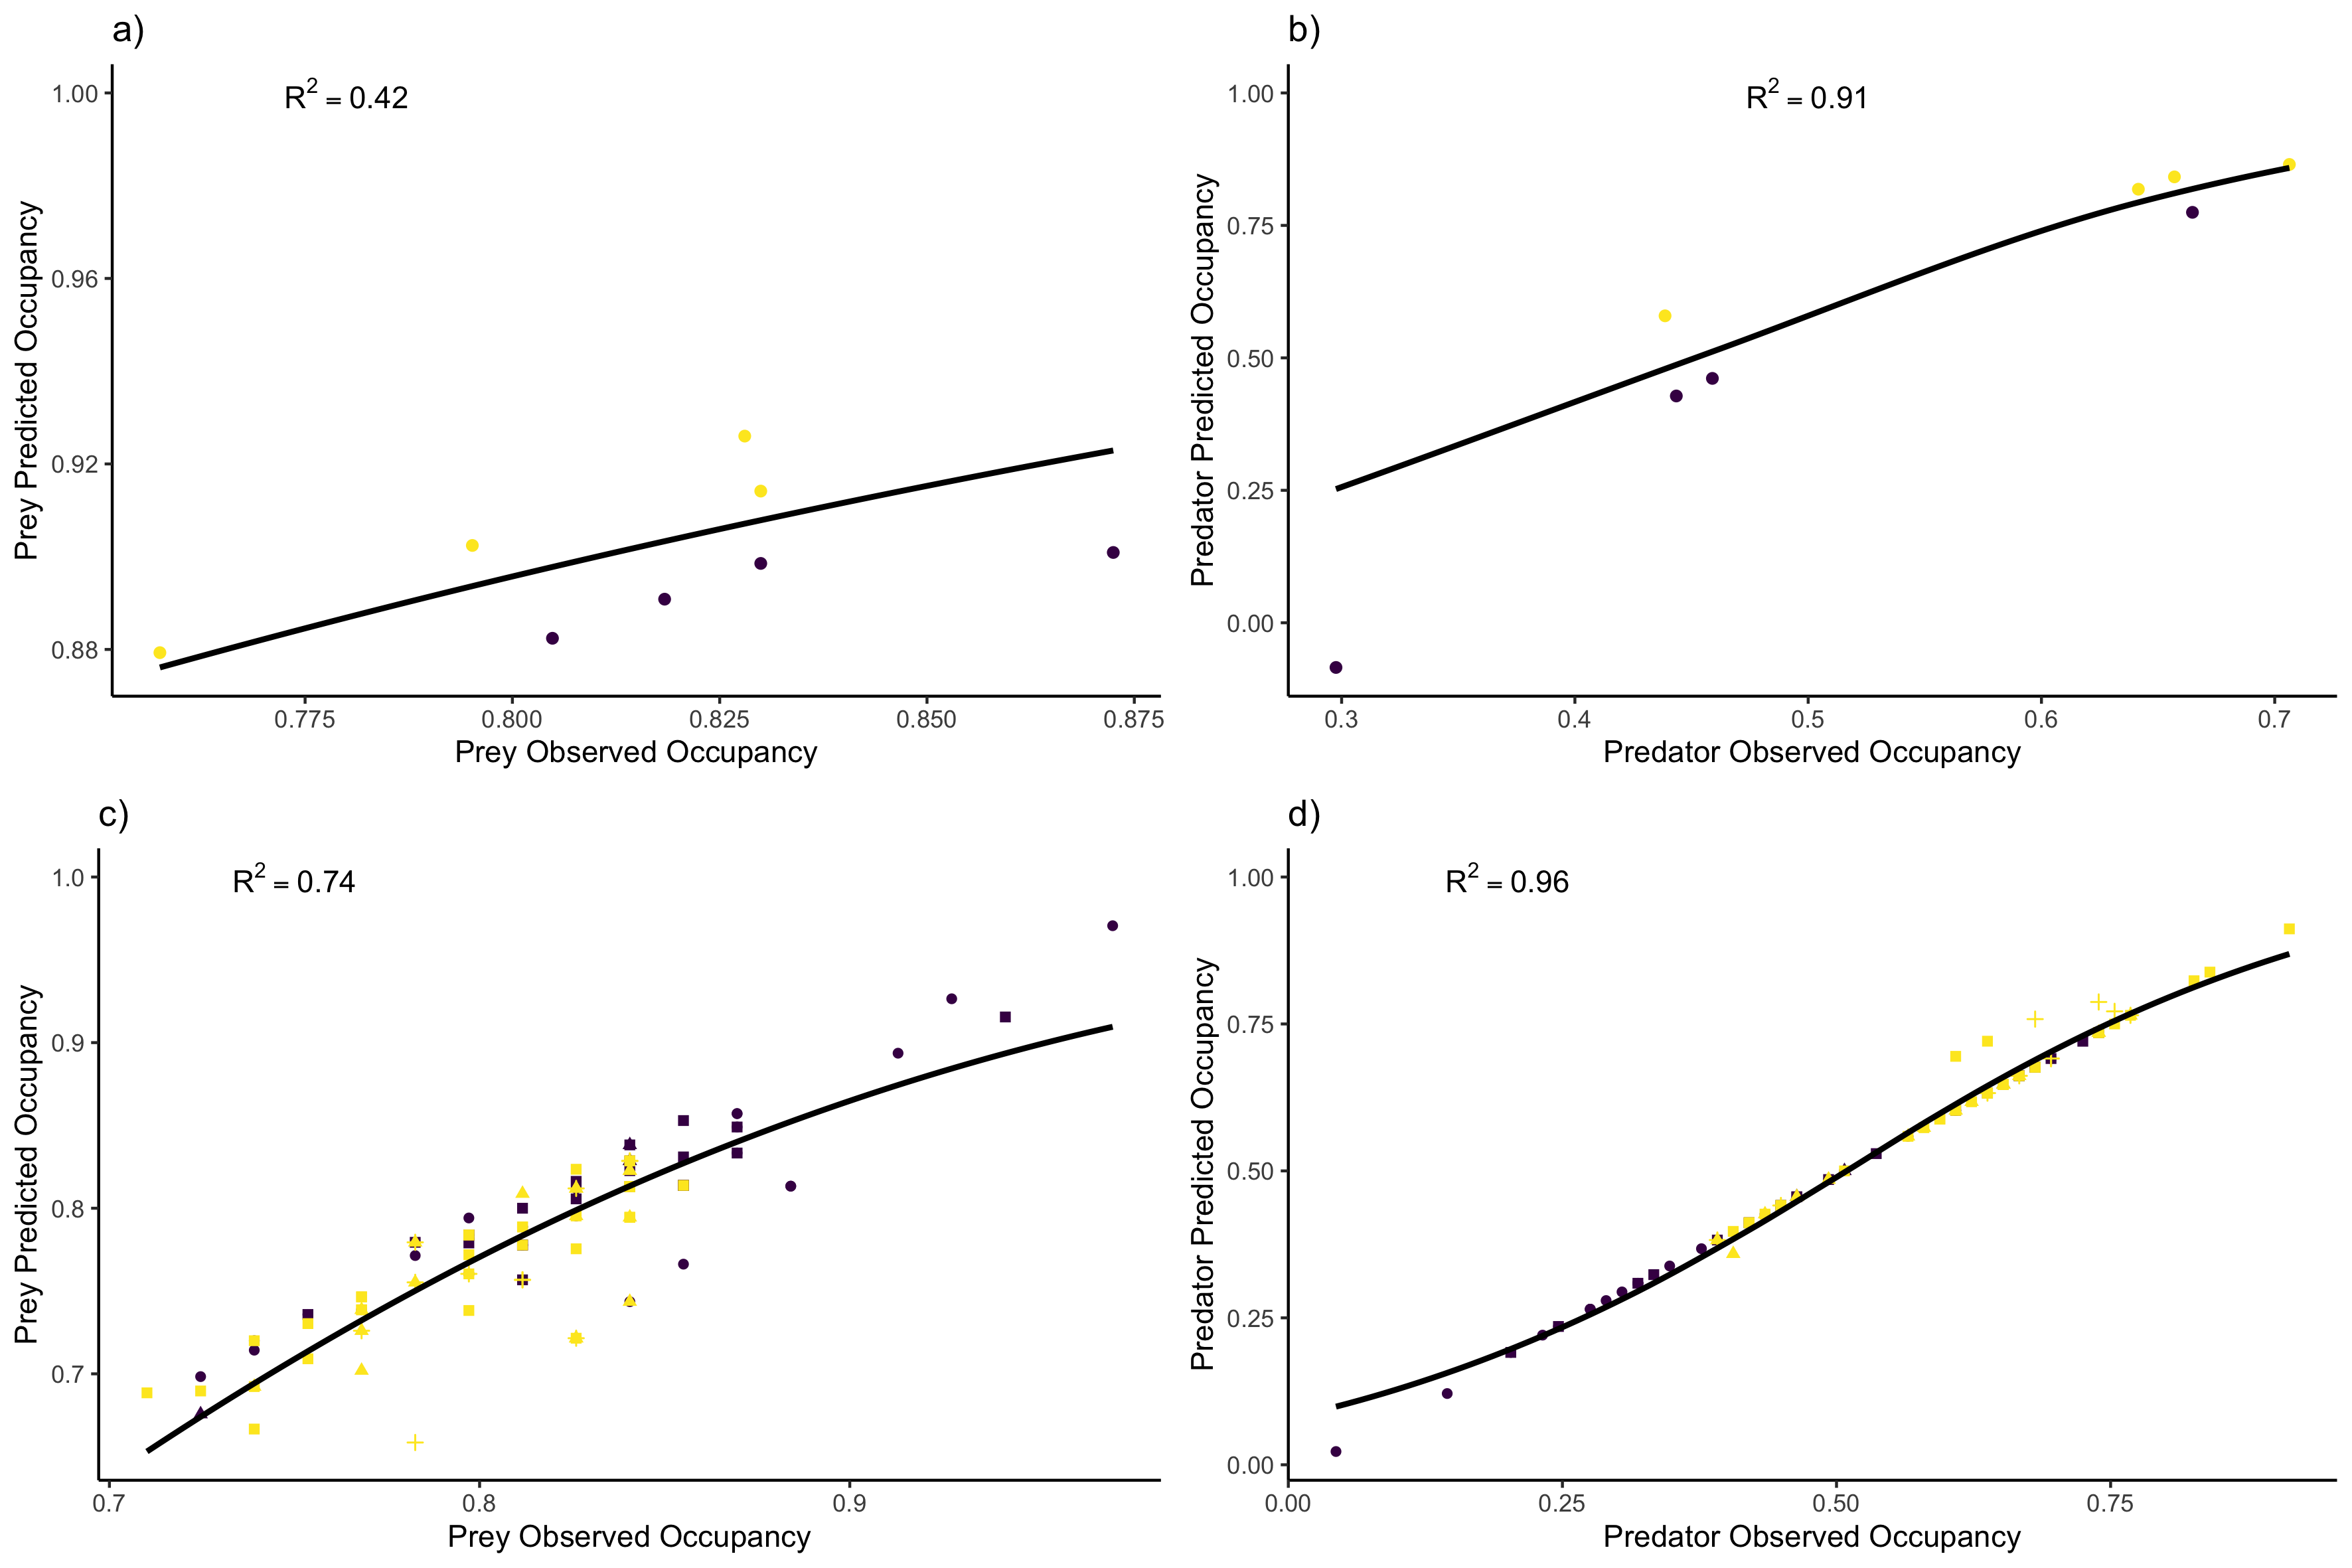 a)
R² = 0.42
Prey Predicted Occupancy
1.00
0.96
0.92
0.88
0.775 0.800 0.825 0.850 0.875
Prey Observed Occupancy
b)
R² = 0.91
Predator Predicted Occupancy
1.00
0.75
0.50
0.25
0.00
0.3 0.4 0.5 0.6 0.7
Predator Observed Occupancy
c)
R² = 0.74
Prey Predicted Occupancy
1.0
0.9
0.8
0.7
0.7 0.8 0.9
Prey Observed Occupancy
d)
R² = 0.96
Predator Predicted Occupancy
1.00
0.75
0.50
0.25
0.00
0.00 0.25 0.50 0.75
Predator Observed Occupancy